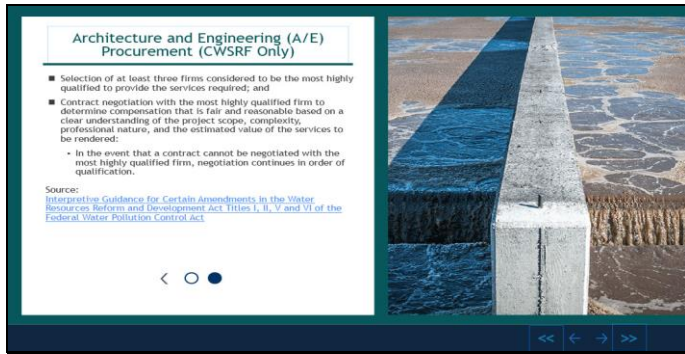 Architecture and Engineering (A/E)
Procurement (CWSRF Only)
■ Selection of at least three firms considered to be the most highly
qualified to provide the services required; and
■ Contract negotiation with the most highly qualified firm to
determine compensation that is fair and reasonable based on a
clear understanding of the project scope, complexity,
professional nature, and the estimated value of the services to
be rendered:
• In the event that a contract cannot be negotiated with the
most highly qualified firm, negotiation continues in order of
qualification.
Source:
Interpretive Guidance for Certain Amendments in the Water
Resources Reform and Development Act Titles I, II, V and VI of the
Federal Water Pollution Control Act